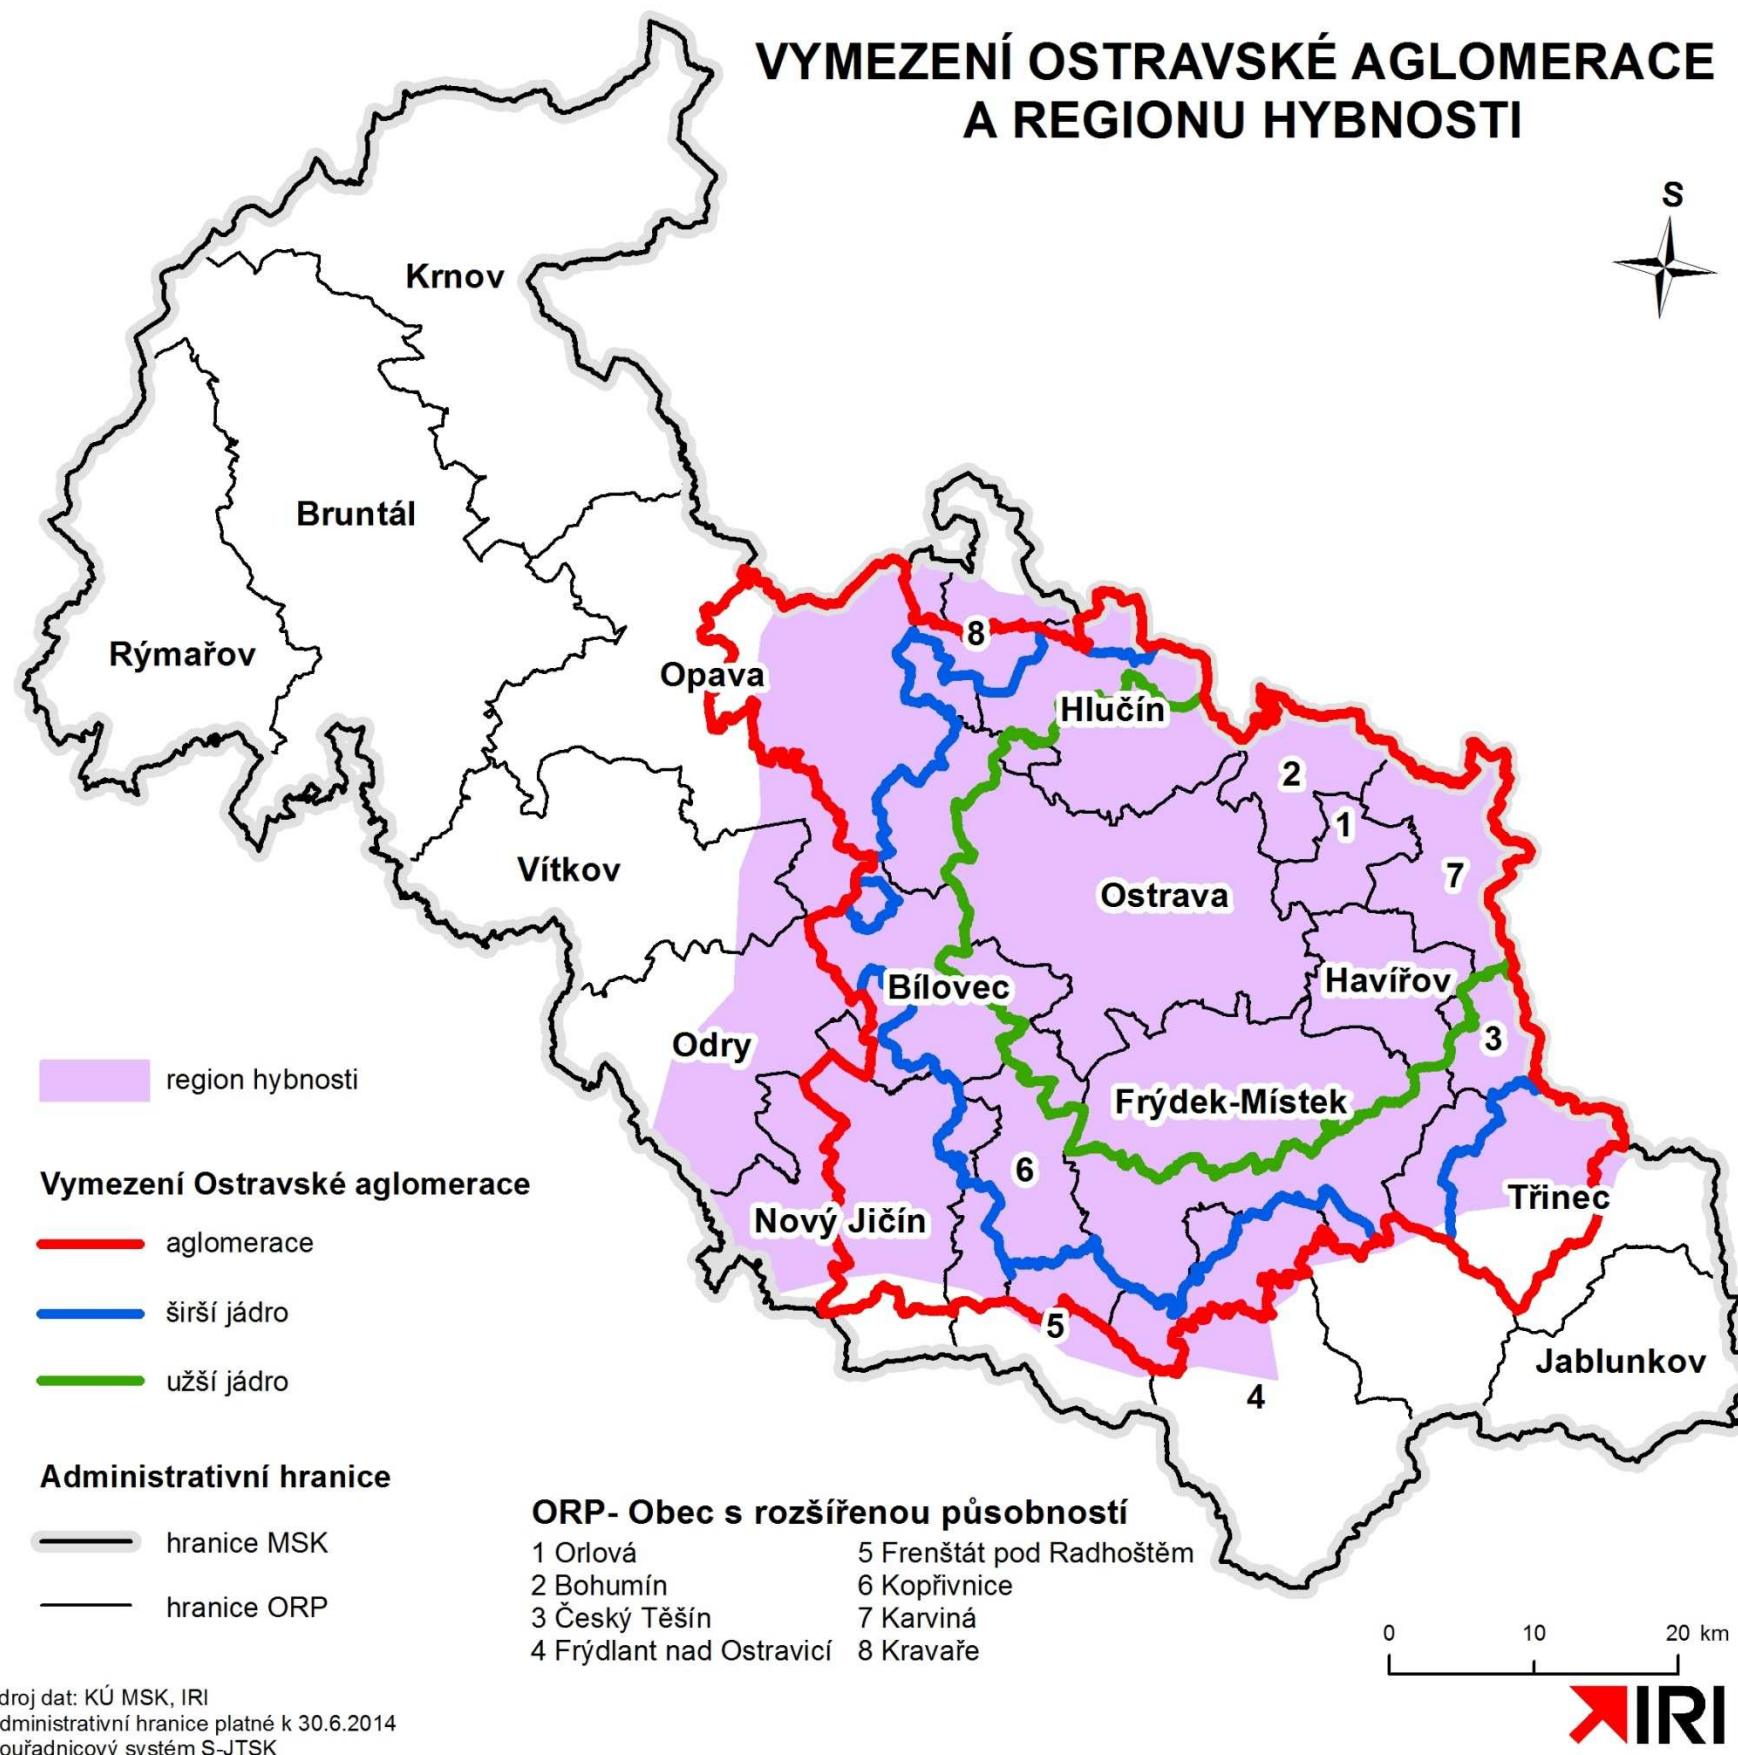 VYMEZENÍ OSTRAVSKÉ AGLOMERACE
A REGIONU HYBNOSTI
S
Krnov
Bruntál
Rýmařov
8
Opava
Hlučín
2
1
Vítkov
7
Ostrava
Havířov
Bílovec
3
Odry
Frýdek-Místek
6
Třinec
Nový Jičín
5
Jablunkov
4
region hybnosti
Vymezení Ostravské aglomerace
aglomerace
širší jádro
užší jádro
Administrativní hranice
hranice MSK
hranice ORP
ORP- Obec s rozšířenou působností
1 Orlová
2 Bohumín
3 Český Těšín
4 Frýdlant nad Ostravicí
5 Frenštát pod Radhoštěm
6 Kopřivnice
7 Karviná
8 Kravaře
0 10 20 km
droj dat: KÚ MSK, IRI
dministrativní hranice platné k 30.6.2014
ouřadnicový systém S-JTSK
IRI